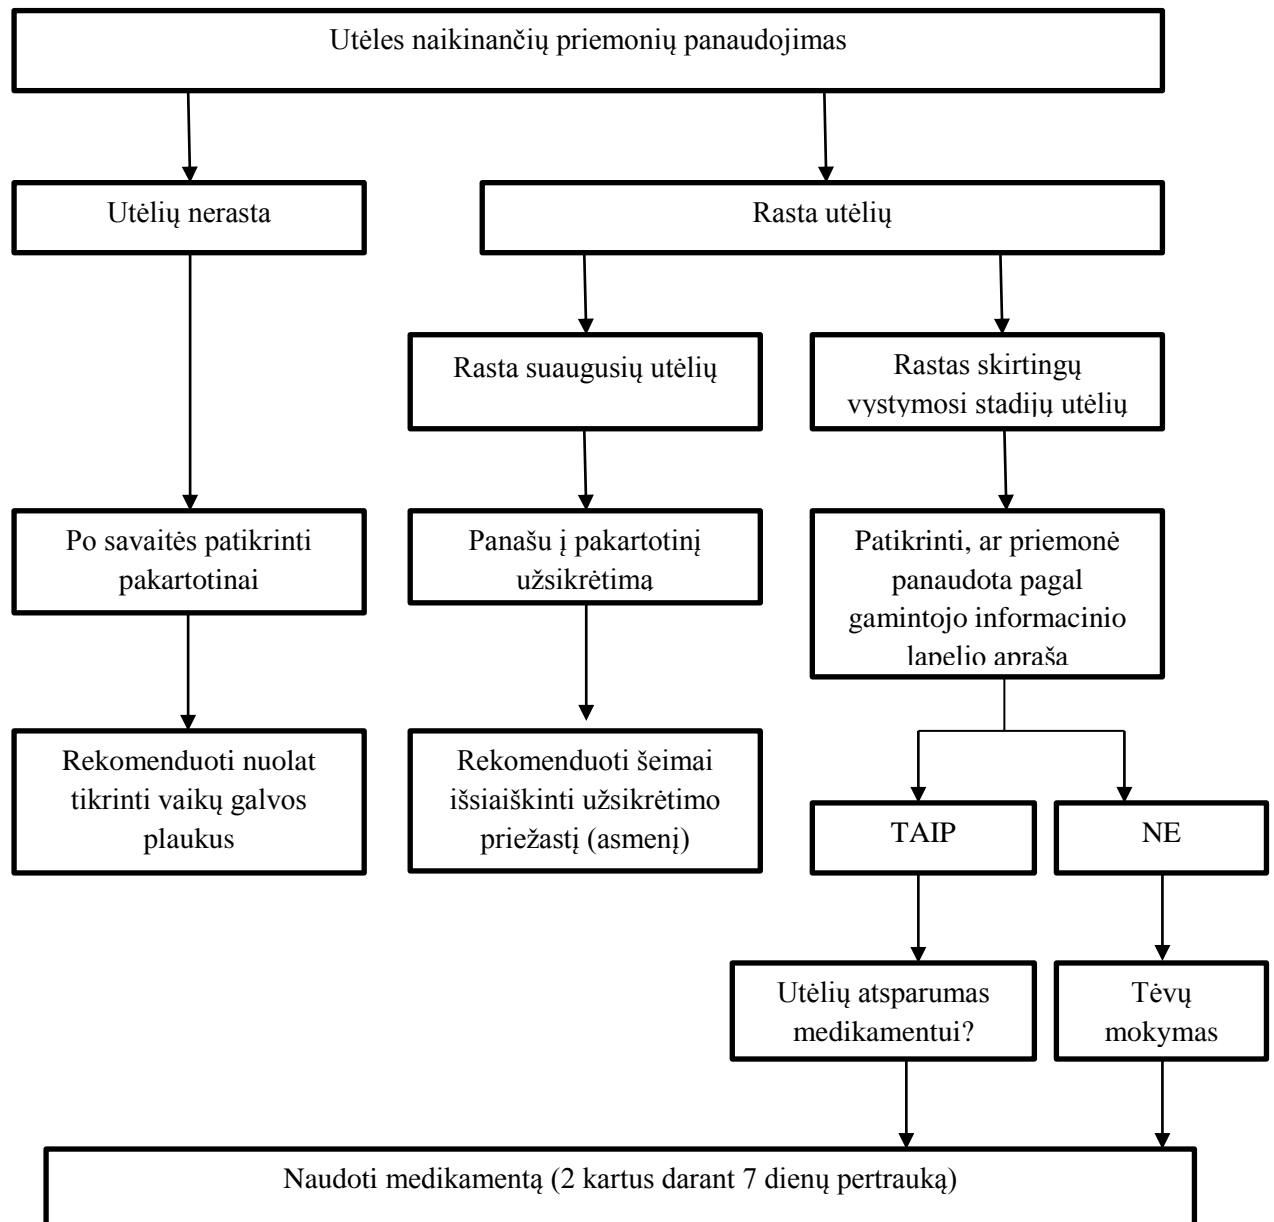 Utėles naikinančių priemonių panaudojimas
Utėlių nerasta
Rasta utėlių
Rasta suaugusių utėlių
Rastas skirtingų
vystymosi stadijų utėlių
Po savaitės patikrinti
pakartotinai
Panašu į pakartotinį
užsikrėtimą
Patikrinti, ar priemonė
panaudota pagal
gamintojo informacinio
lapelio aprašą
Rekomenduoti nuolat
tikrinti vaikų galvos
plaukus
Rekomenduoti šeimai
išsiaiškinti užsikrėtimo
priežastį (asmenį)
TAIP
NE
Utėlių atsparumas
medikamentui?
Tėvų
mokymas
Naudoti medikamentą (2 kartus darant 7 dienų pertrauką)